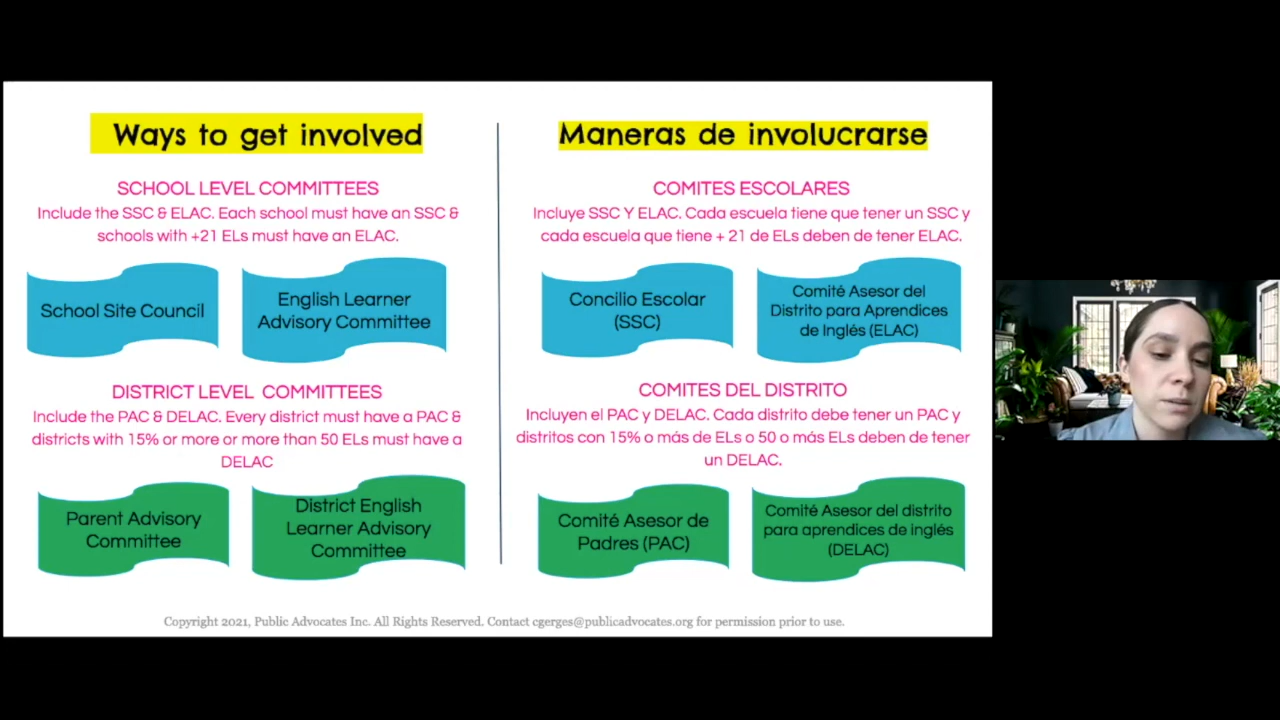 Ways to get involved
SCHOOL LEVEL COMMITTEES
Include the SSC & ELAC. Each school must have an SSC &
schools with +21 ELs must have an ELAC.
School Site Council
English Learner
Advisory Committee
DISTRICT LEVEL COMMITTEES
Include the PAC & DELAC. Every district must have a PAC &
districts with 15% or more or more than 50 ELs must have a
DELAC
Parent Advisory
Committee
District English
Learner Advisory
Committee
Maneras de involucrarse
COMITES ESCOLARES
Incluye SSC Y ELAC. Cada escuela tiene que tener un SSC y
cada escuela que tiene + 21 de ELs deben de tener ELAC.
Concilio Escolar
(SSC)
Comité Asesor del
Distrito para Aprendices
de Inglés (ELAC)
COMITES DEL DISTRITO
Incluyen el PAC y DELAC. Cada distrito debe tener un PAC y
distritos con 15% o más de ELs o 50 o más ELs deben de tener
un DELAC.
Comité Asesor de
Padres (PAC)
Comité Asesor del distrito
para aprendices de inglés
(DELAC)
Copyright 2021, Public Advocates Inc. All Rights Reserved. Contact cgerges@publicadvocates.org for permission prior to use.